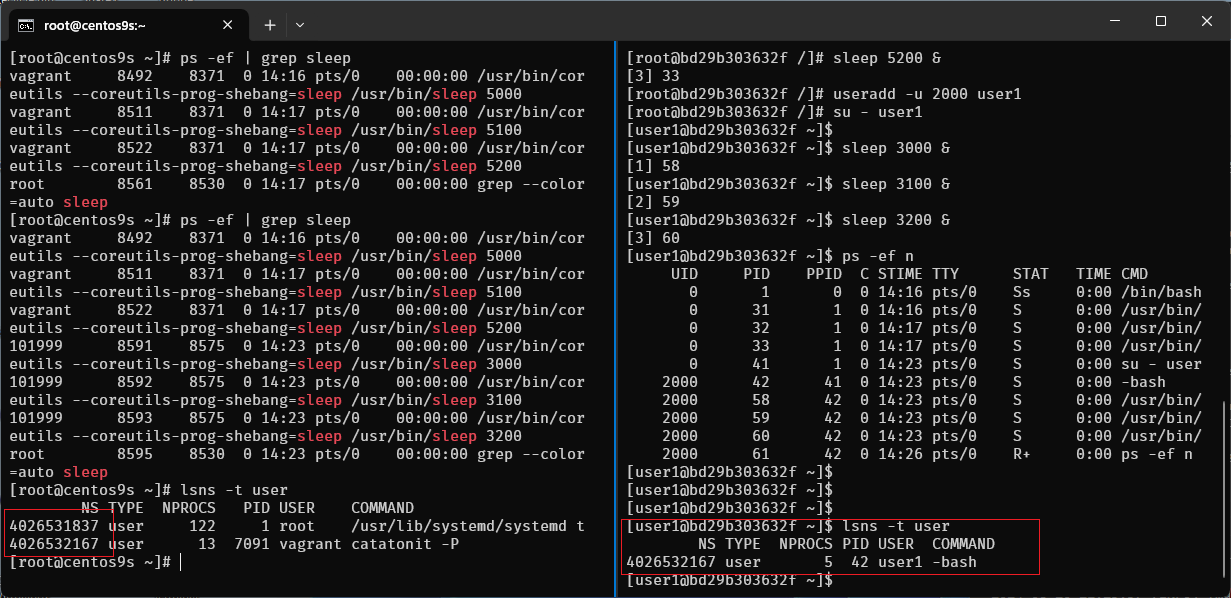 root@centos9s:~
[root@centos9s ~]# ps -ef | grep sleep
vagrant     8492    8371  0 14:16 pts/0    00:00:00 /usr/bin/cor
eutils --coreutils-prog-shebang=sleep /usr/bin/sleep 5000
vagrant     8511    8371  0 14:17 pts/0    00:00:00 /usr/bin/cor
eutils --coreutils-prog-shebang=sleep /usr/bin/sleep 5100
vagrant     8522    8371  0 14:17 pts/0    00:00:00 /usr/bin/cor
eutils --coreutils-prog-shebang=sleep /usr/bin/sleep 5200
root        8561    8530  0 14:17 pts/0    00:00:00 grep --color
=auto sleep
[root@centos9s ~]# ps -ef | grep sleep
vagrant     8492    8371  0 14:16 pts/0    00:00:00 /usr/bin/cor
eutils --coreutils-prog-shebang=sleep /usr/bin/sleep 5000
vagrant     8511    8371  0 14:17 pts/0    00:00:00 /usr/bin/cor
eutils --coreutils-prog-shebang=sleep /usr/bin/sleep 5100
vagrant     8522    8371  0 14:17 pts/0    00:00:00 /usr/bin/cor
eutils --coreutils-prog-shebang=sleep /usr/bin/sleep 5200
101999      8591    8575  0 14:23 pts/0    00:00:00 /usr/bin/cor
eutils --coreutils-prog-shebang=sleep /usr/bin/sleep 3000
101999      8592    8575  0 14:23 pts/0    00:00:00 /usr/bin/cor
eutils --coreutils-prog-shebang=sleep /usr/bin/sleep 3100
101999      8593    8575  0 14:23 pts/0    00:00:00 /usr/bin/cor
eutils --coreutils-prog-shebang=sleep /usr/bin/sleep 3200
root        8595    8530  0 14:23 pts/0    00:00:00 grep --color
=auto sleep
[root@centos9s ~]# lsns -t user
        NS TYPE  NPROCS   PID USER    COMMAND
4026531837 user     122     1 root    /usr/lib/systemd/systemd t
4026532167 user      13  7091 vagrant catatonit -P
[root@centos9s ~]#
[root@bd29b303632f /]# sleep 5200 &
[3] 33
[root@bd29b303632f /]# useradd -u 2000 user1
[root@bd29b303632f /]# su - user1
[user1@bd29b303632f ~]$
[user1@bd29b303632f ~]$ sleep 3000 &
[1] 58
[user1@bd29b303632f ~]$ sleep 3100 &
[2] 59
[user1@bd29b303632f ~]$ sleep 3200 &
[3] 60
[user1@bd29b303632f ~]$ ps -ef n
     UID     PID    PPID  C STIME TTY      STAT   TIME CMD
       0       1       0  0 14:16 pts/0    Ss     0:00 /bin/bash
       0      31       1  0 14:16 pts/0    S      0:00 /usr/bin/
       0      32       1  0 14:17 pts/0    S      0:00 /usr/bin/
       0      33       1  0 14:17 pts/0    S      0:00 /usr/bin/
       0      41       1  0 14:23 pts/0    S      0:00 su - user
    2000      42      41  0 14:23 pts/0    S      0:00 -bash
    2000      58      42  0 14:23 pts/0    S      0:00 /usr/bin/
    2000      59      42  0 14:23 pts/0    S      0:00 /usr/bin/
    2000      60      42  0 14:23 pts/0    S      0:00 /usr/bin/
    2000      61      42  0 14:26 pts/0    R+     0:00 ps -ef n
[user1@bd29b303632f ~]$
[user1@bd29b303632f ~]$
[user1@bd29b303632f ~]$
[user1@bd29b303632f ~]$ lsns -t user
        NS TYPE  NPROCS PID USER  COMMAND
4026532167 user       5  42 user1 -bash
[user1@bd29b303632f ~]$